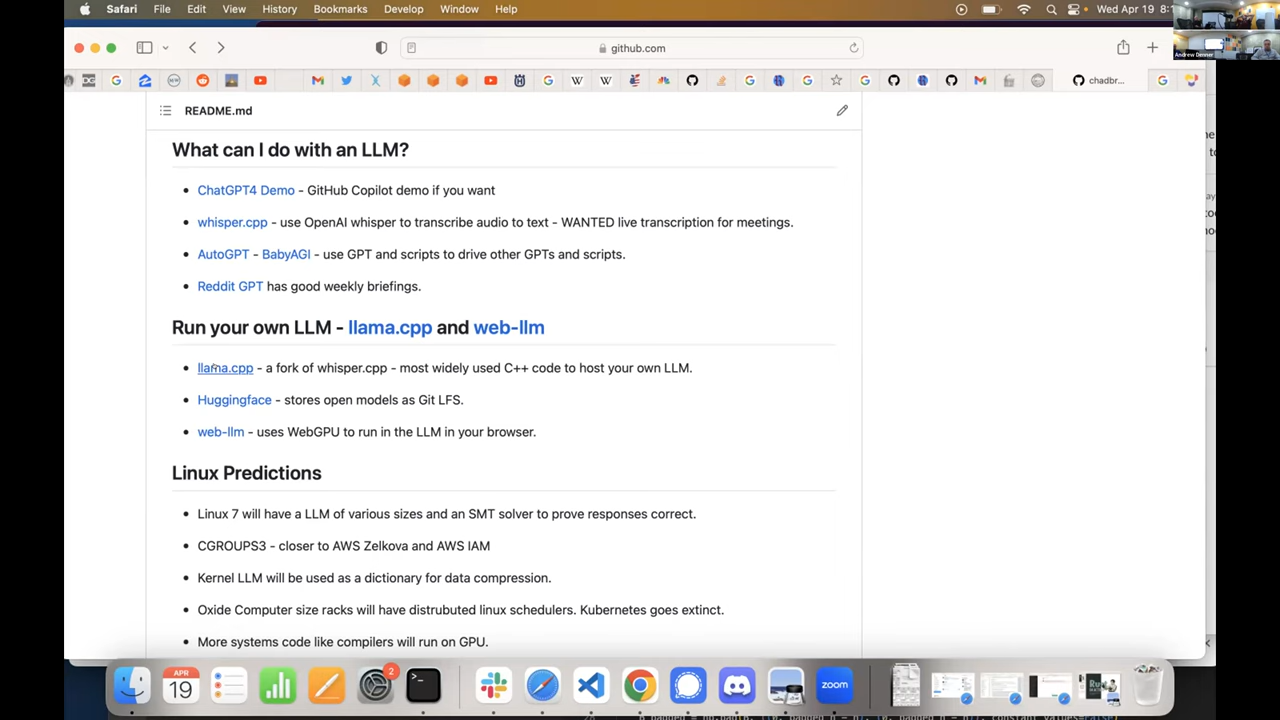 Safari File Edit View History Bookmarks Develop Window Help Wed Apr 19 8:1
Andrew Denner
github.com
chadbr...
README.md
What can I do with an LLM?
ChatGPT4 Demo - GitHub Copilot demo if you want
whisper.cpp - use OpenAI whisper to transcribe audio to text - WANTED live transcription for meetings.
AutoGPT - BabyAGI - use GPT and scripts to drive other GPTs and scripts.
Reddit GPT has good weekly briefings.
Run your own LLM - llama.cpp and web-llm
llama.cpp - a fork of whisper.cpp - most widely used C++ code to host your own LLM.
Huggingface - stores open models as Git LFS.
web-llm - uses WebGPU to run in the LLM in your browser.
Linux Predictions
Linux 7 will have a LLM of various sizes and an SMT solver to prove responses correct.
CGROUPS3 - closer to AWS Zelkova and AWS IAM
Kernel LLM will be used as a dictionary for data compression.
Oxide Computer size racks will have distrubuted linux schedulers. Kubernetes goes extinct.
More systems code like compilers will run on GPU.
APR
19
2
zoom